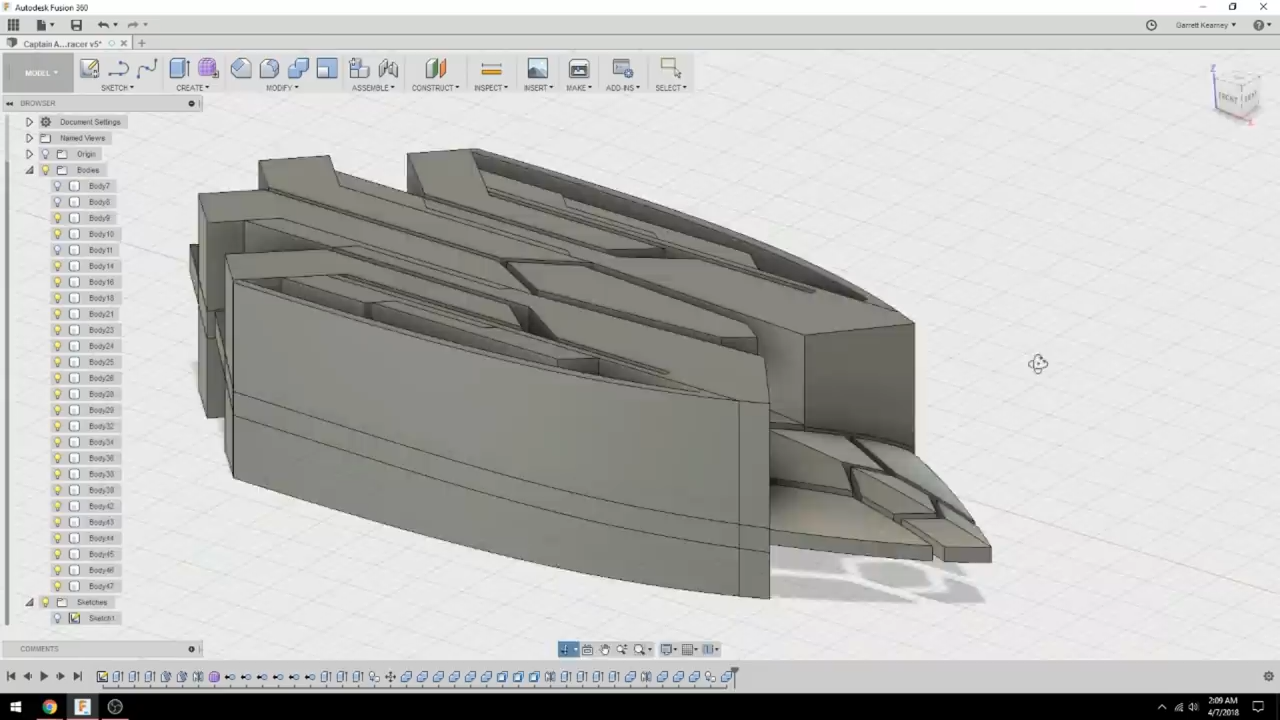 Autodesk Fusion 360
Garrett Kearney
Captain A...racer v5*
MODEL
SKETCH
CREATE
MODIFY
ASSEMBLE
CONSTRUCT
INSPECT
INSERT
MAKE
ADD-INS
SELECT
BROWSER
Document Settings
Named Views
Origin
Bodies
Body7
Body8
Body9
Body10
Body11
Body14
Body16
Body18
Body21
Body23
Body24
Body25
Body26
Body28
Body29
Body32
Body34
Body36
Body38
Body39
Body42
Body43
Body44
Body45
Body46
Body47
Sketches
Sketch1
Z
FRONT
COMMENTS
2:09 AM
4/7/2018